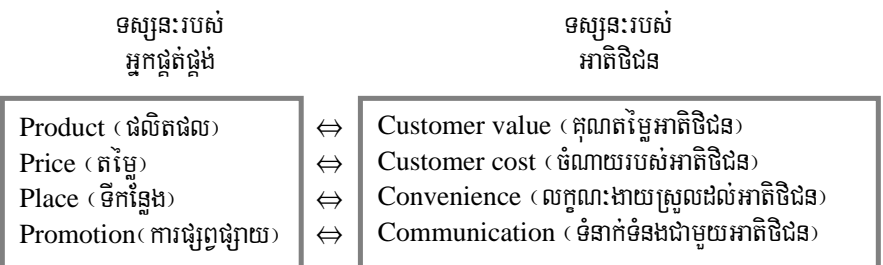 ទស្សនៈរបស់ ទស្សនៈរបស់
អ្នកផ្គត់ផ្គង់ អាតិថិជន
Product (ផលិតផល) ⇔ Customer value (គុណតម្លៃអាតិថិជន)
Price (តម្លៃ) ⇔ Customer cost (ចំណាយរបស់អាតិថិជន)
Place (ទីកន្លែង) ⇔ Convenience (លក្ខណៈងាយស្រួលដល់អាតិថិជន)
Promotion(ការផ្សព្វផ្សាយ) ⇔ Communication (ទំនាក់ទំនងជាមួយអាតិថិជន)